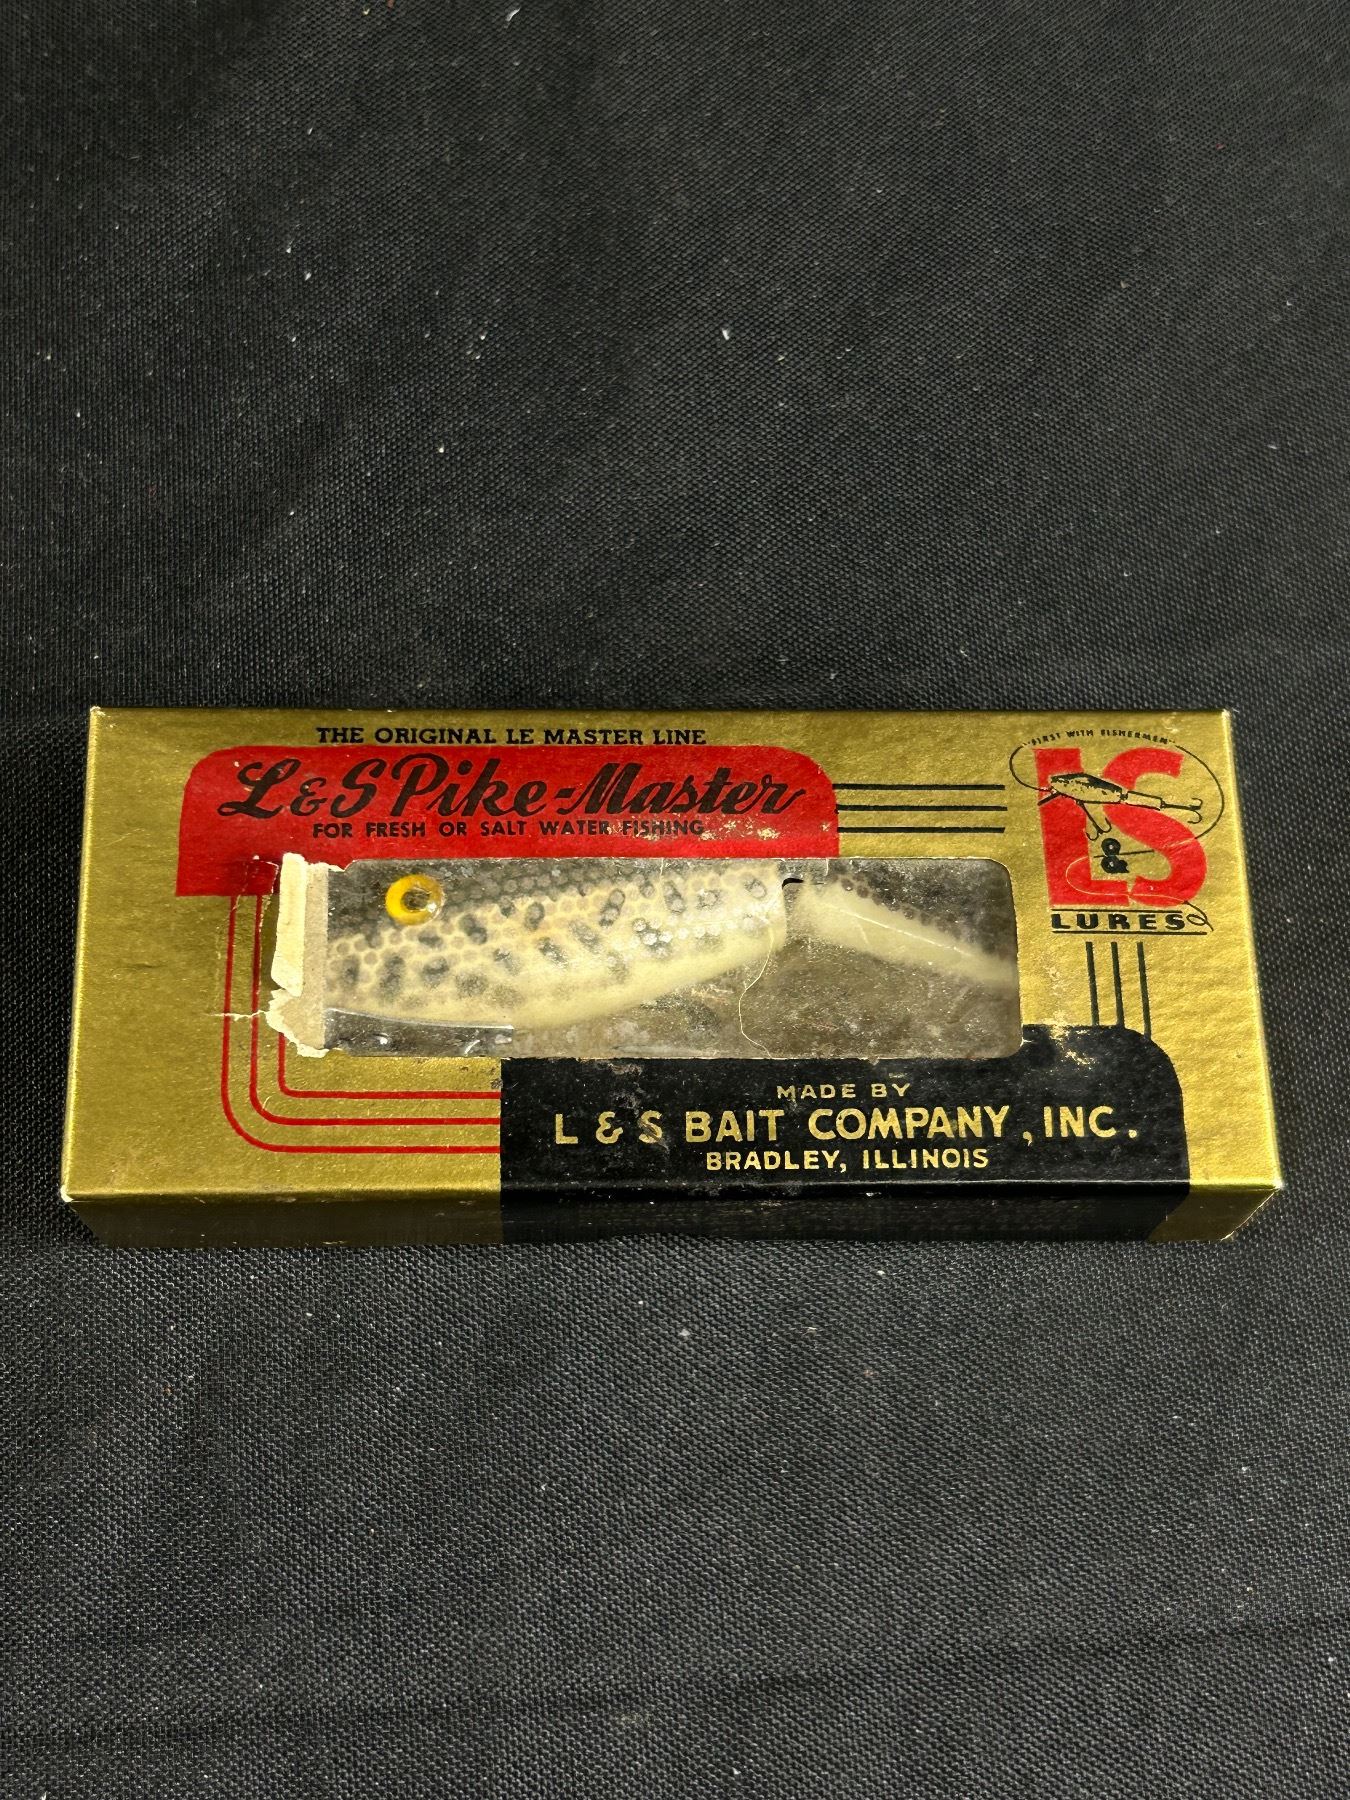 THE ORIGINAL LE MASTER LINE
L & S Pike-Master
FOR FRESH OR SALT WATER FISHING
"FIRST WITH FISHERMEN"
LS
LURES
MADE BY
L & S BAIT COMPANY, INC.
BRADLEY, ILLINOIS